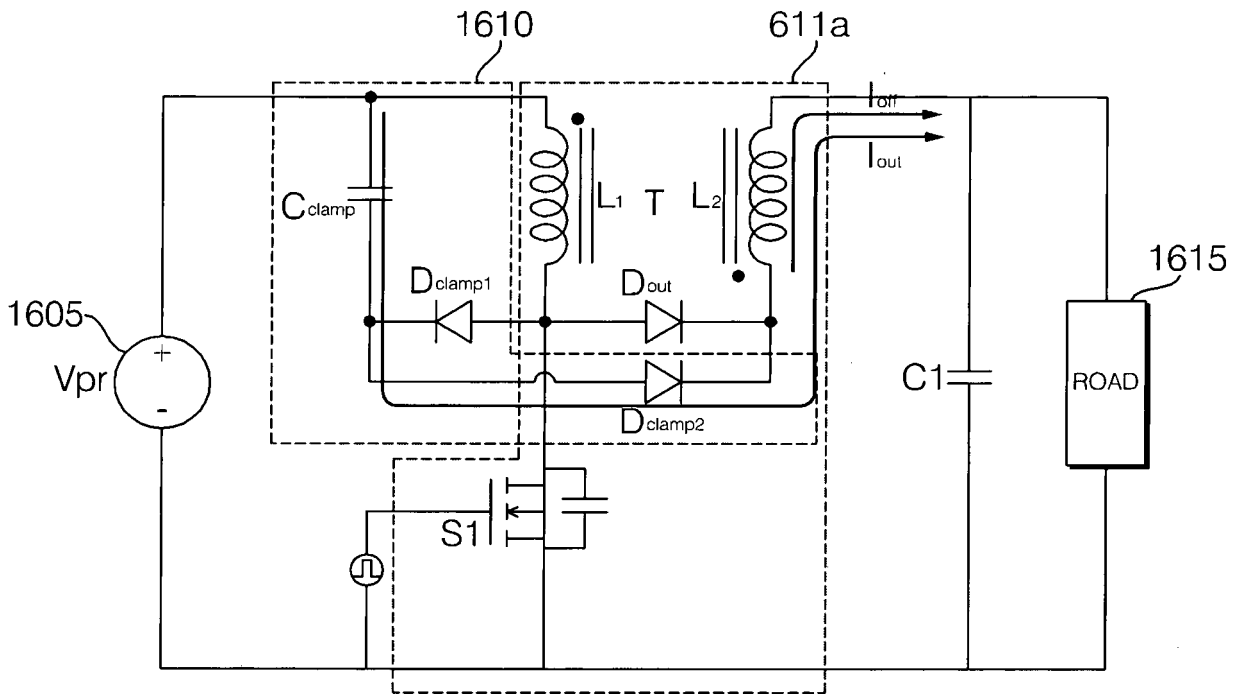 1610
611a
Ioff
Iout
Cclamp
L1
T
L2
Dclamp1
Dout
1605
+
Vpr
-
Dclamp2
C1
1615
ROAD
S1